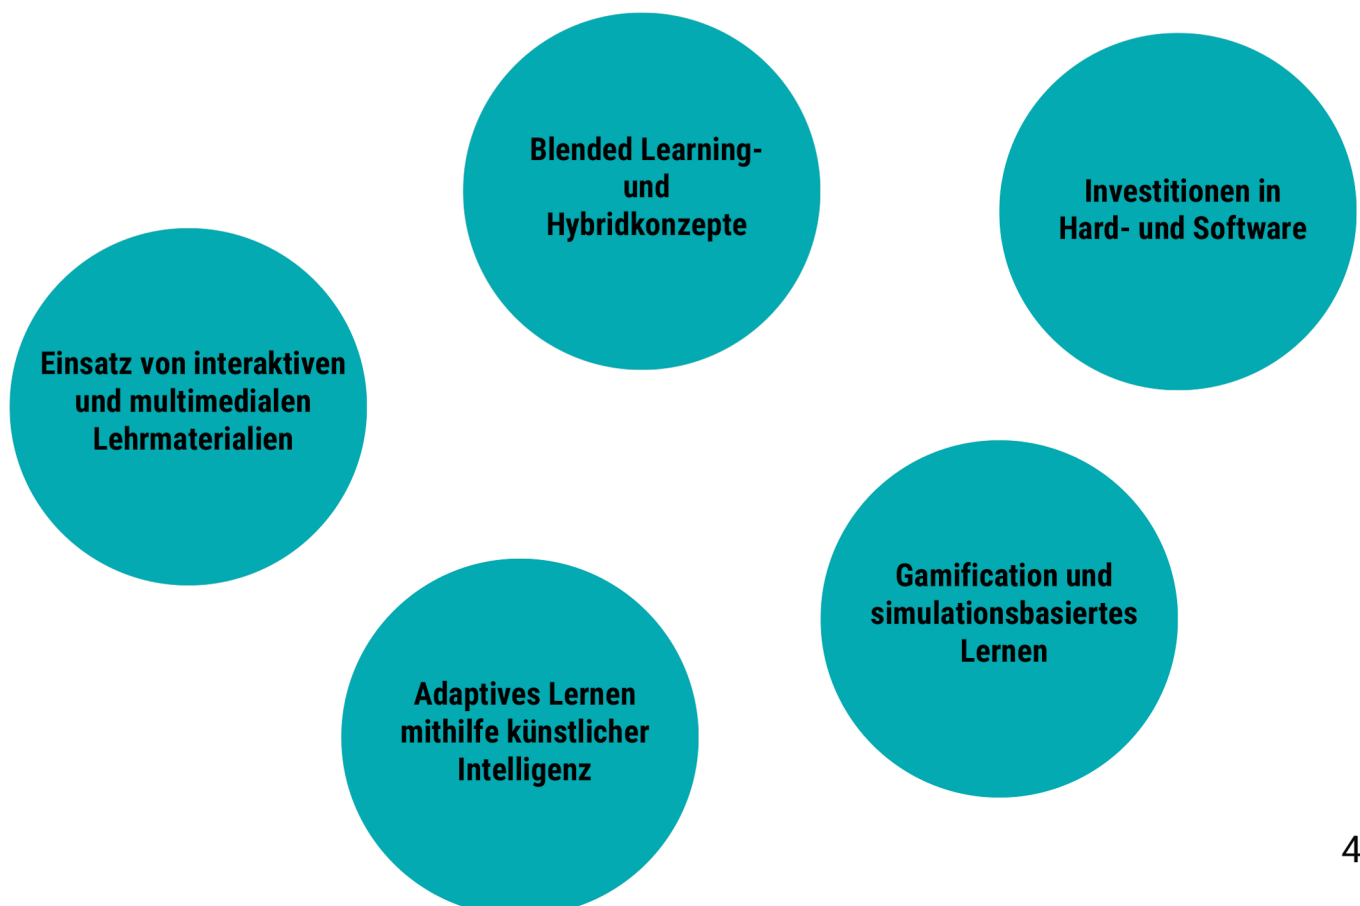 Blended Learning-
und
Hybridkonzepte
Investitionen in
Hard- und Software
Einsatz von interaktiven
und multimedialen
Lehrmaterialien
Gamification und
simulationsbasiertes
Lernen
Adaptives Lernen
mithilfe künstlicher
Intelligenz
4